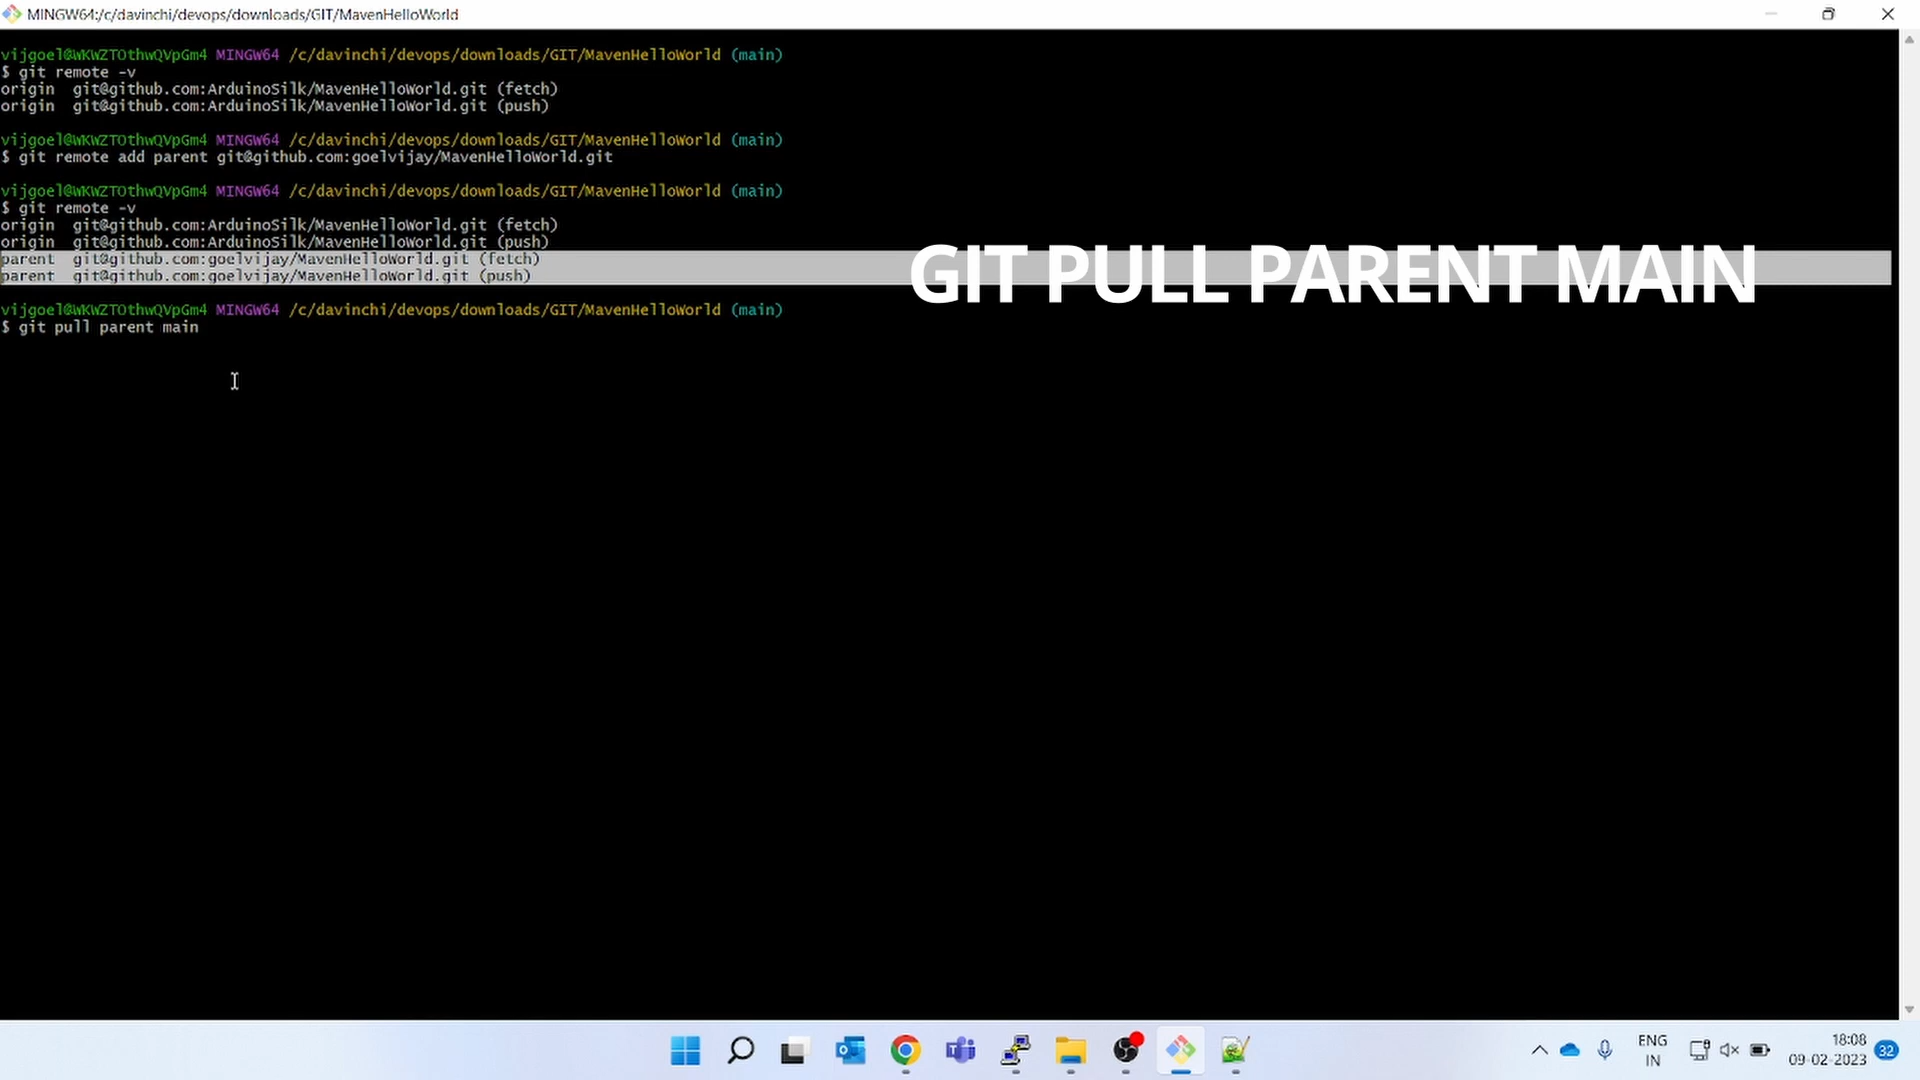 MINGW64:/c/davinchi/devops/downloads/GIT/MavenHelloWorld
vijgoel@WKWZTOthwQVpGm4 MINGW64 /c/davinchi/devops/downloads/GIT/MavenHelloWorld (main)
$ git remote -v
origin  git@github.com:ArduinoSilk/MavenHelloWorld.git (fetch)
origin  git@github.com:ArduinoSilk/MavenHelloWorld.git (push)
vijgoel@WKWZTOthwQVpGm4 MINGW64 /c/davinchi/devops/downloads/GIT/MavenHelloWorld (main)
$ git remote add parent git@github.com:goelvijay/MavenHelloWorld.git
vijgoel@WKWZTOthwQVpGm4 MINGW64 /c/davinchi/devops/downloads/GIT/MavenHelloWorld (main)
$ git remote -v
origin  git@github.com:ArduinoSilk/MavenHelloWorld.git (fetch)
origin  git@github.com:ArduinoSilk/MavenHelloWorld.git (push)
parent  git@github.com:goelvijay/MavenHelloWorld.git (fetch)
parent  git@github.com:goelvijay/MavenHelloWorld.git (push)
GIT PULL PARENT MAIN
vijgoel@WKWZTOthwQVpGm4 MINGW64 /c/davinchi/devops/downloads/GIT/MavenHelloWorld (main)
$ git pull parent main
ENG
IN
18:08
09-02-2023
32